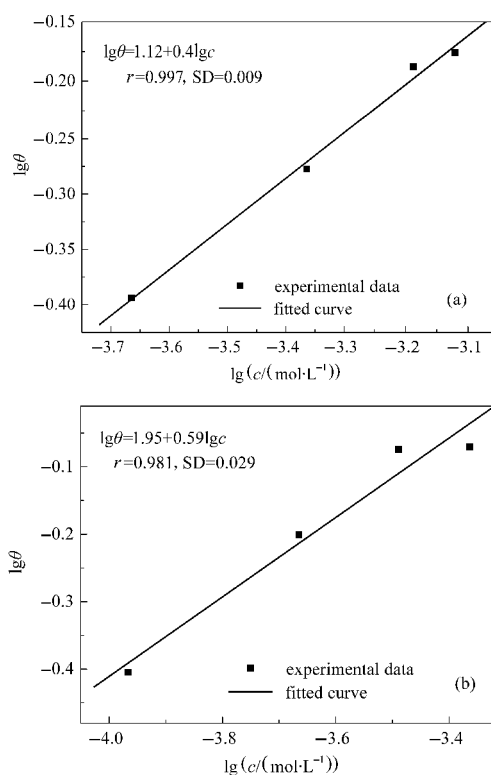 −0.15
lgθ=1.12+0.4lgc
r=0.997, SD=0.009
−0.20
−0.25
lgθ
−0.30
−0.35
experimental data
(a)
−0.40
fitted curve
−3.7 −3.6 −3.5 −3.4 −3.3 −3.2 −3.1
lg (c/(mol·L⁻¹))
lgθ=1.95+0.59lgc
r=0.981, SD=0.029
−0.1
−0.2
lgθ
−0.3
−0.4
experimental data
(b)
fitted curve
−4.0 −3.8 −3.6 −3.4
lg (c/(mol·L⁻¹))